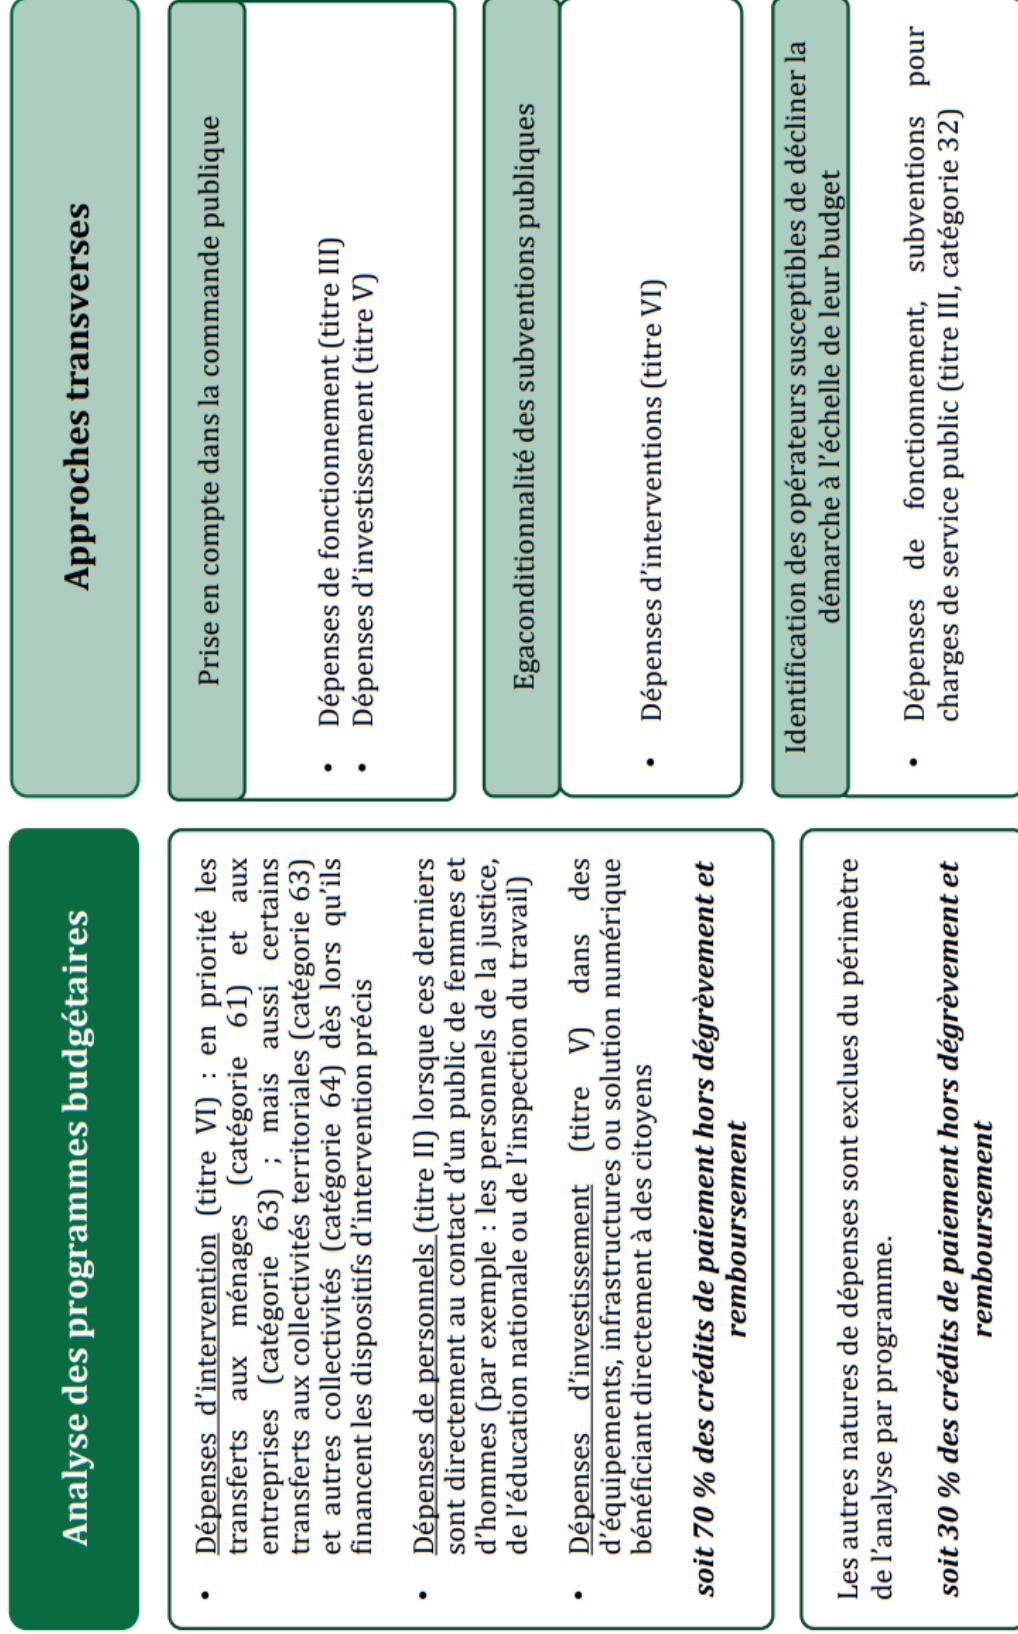 Analyse des programmes budgétaires
• Dépenses d'intervention (titre VI) : en priorité les
transferts aux ménages (catégorie 61) et aux
entreprises (catégorie 63) ; mais aussi certains
transferts aux collectivités territoriales (catégorie 63)
et autres collectivités (catégorie 64) dès lors qu'ils
financent les dispositifs d'intervention précis
• Dépenses de personnels (titre II) lorsque ces derniers
sont directement au contact d'un public de femmes et
d'hommes (par exemple : les personnels de la justice,
de l'éducation nationale ou de l'inspection du travail)
• Dépenses d'investissement (titre V) dans des
d'équipements, infrastructures ou solution numérique
bénéficiant directement à des citoyens
soit 70 % des crédits de paiement hors dégrèvement et
remboursement
Les autres natures de dépenses sont exclues du périmètre
de l'analyse par programme.
soit 30 % des crédits de paiement hors dégrèvement et
remboursement
Approches transverses
Prise en compte dans la commande publique
• Dépenses de fonctionnement (titre III)
• Dépenses d'investissement (titre V)
Egaconditionnalité des subventions publiques
• Dépenses d'interventions (titre VI)
Identification des opérateurs susceptibles de décliner la
démarche à l'échelle de leur budget
• Dépenses de fonctionnement, subventions pour
charges de service public (titre III, catégorie 32)